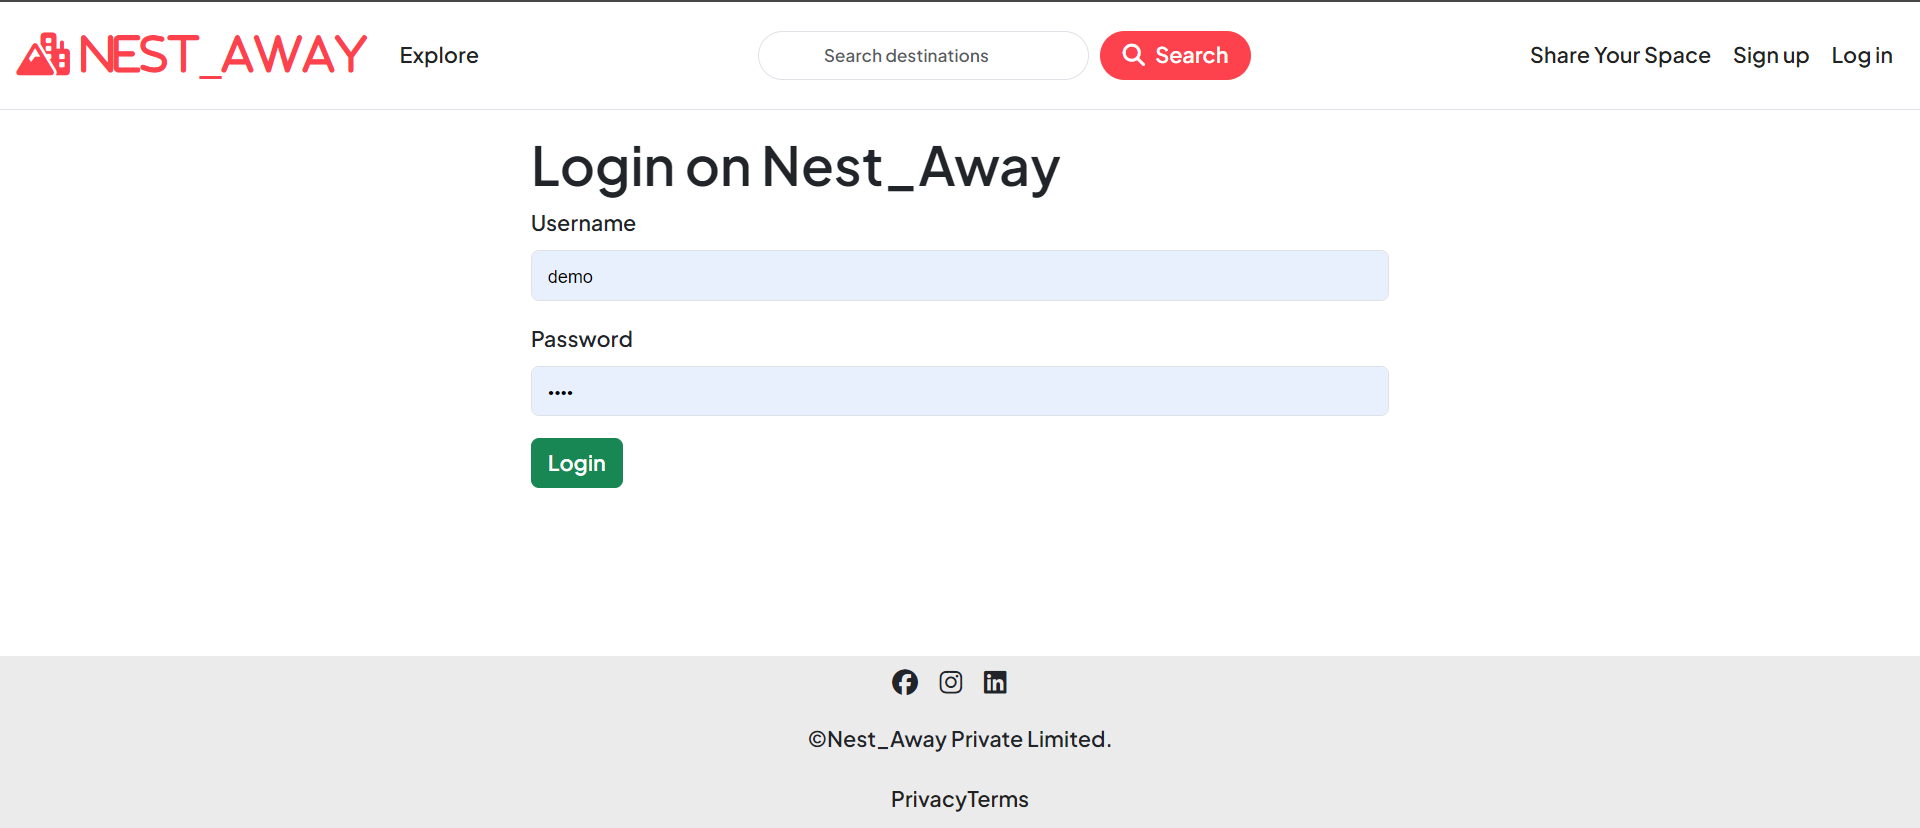 NEST_AWAY Explore Search destinations Search Share Your Space Sign up Log in
Login on Nest_Away
Username
demo
Password
••••
Login
©Nest_Away Private Limited.
PrivacyTerms